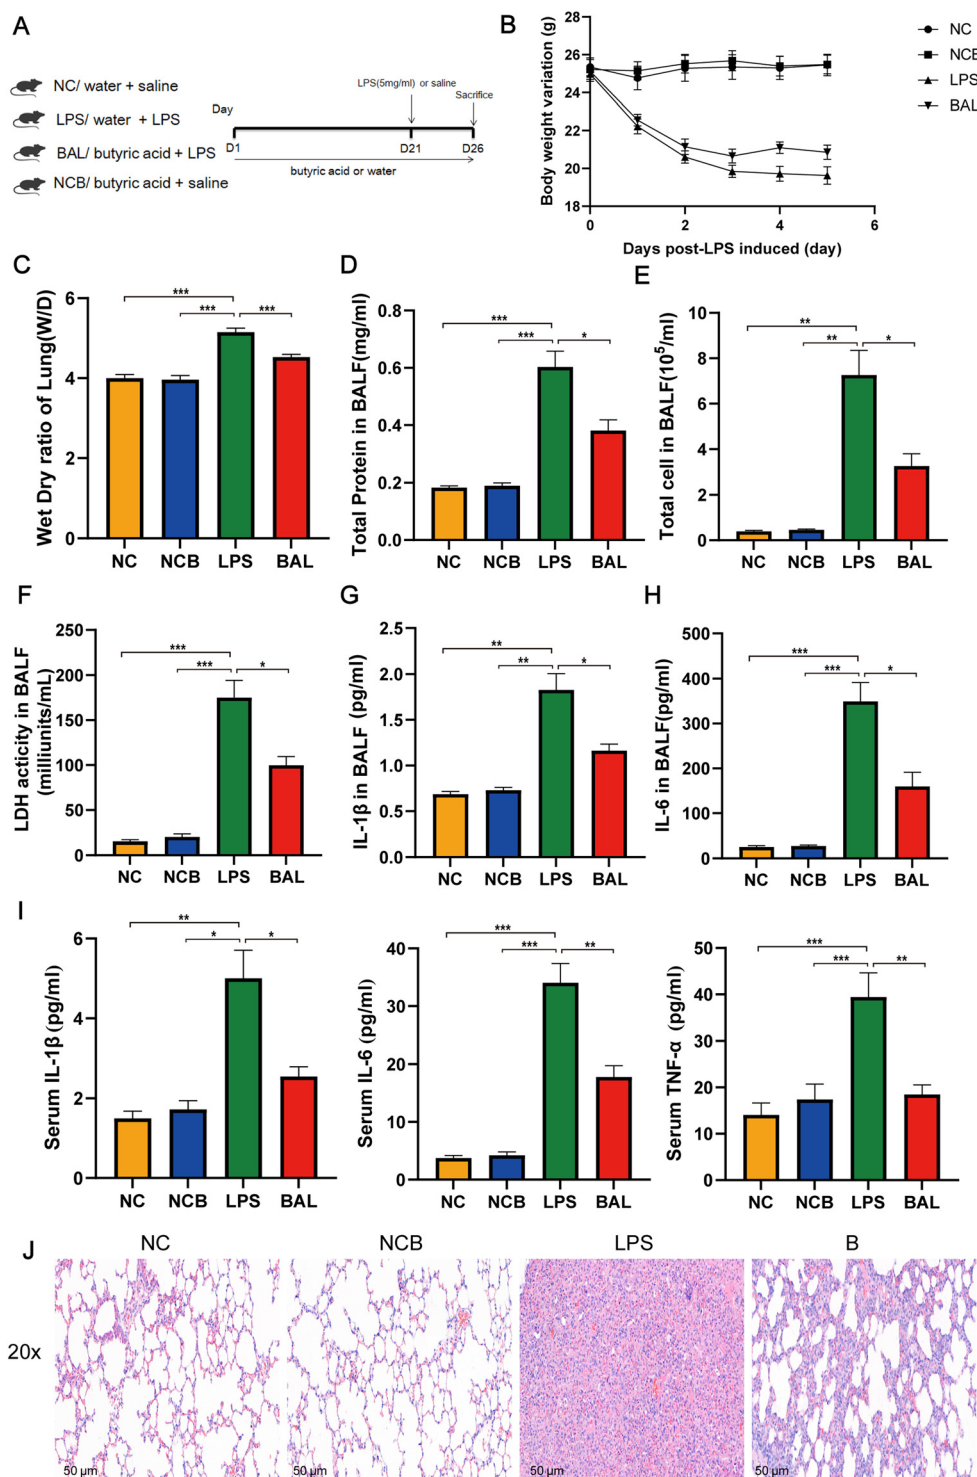 A
NC/ water + saline
LPS/ water + LPS
BAL/ butyric acid + LPS
NCB/ butyric acid + saline
Day
LPS(5mg/ml) or saline
Sacrifice
D1
D21
D26
butyric acid or water
B
Body weight variation (g)
28
26
24
22
20
18
0
2
4
6
Days post-LPS induced (day)
NC
NCB
LPS
BAL
C
Wet Dry ratio of Lung(W/D)
6
4
2
0
***
***
***
NC NCB LPS BAL
D
Total Protein in BALF(mg/ml)
0.8
0.6
0.4
0.2
0.0
***
***
*
NC NCB LPS BAL
E
Total cell in BALF(10⁵/ml)
10
8
6
4
2
0
**
**
*
NC NCB LPS BAL
F
LDH acticity in BALF
(milliunits/mL)
250
200
150
100
50
0
***
***
*
NC NCB LPS BAL
G
IL-1β in BALF (pg/ml)
2.5
2.0
1.5
1.0
0.5
0.0
**
**
*
NC NCB LPS BAL
H
IL-6 in BALF(pg/ml)
500
400
300
200
100
0
***
***
*
NC NCB LPS BAL
I
Serum IL-1β (pg/ml)
6
4
2
0
**
*
*
NC NCB LPS BAL
Serum IL-6 (pg/ml)
40
30
20
10
0
***
***
**
NC NCB LPS BAL
Serum TNF-α (pg/ml)
50
40
30
20
10
0
***
***
**
NC NCB LPS BAL
J
NC
NCB
LPS
B
20x
50 μm
50 μm
50 μm
50 μm